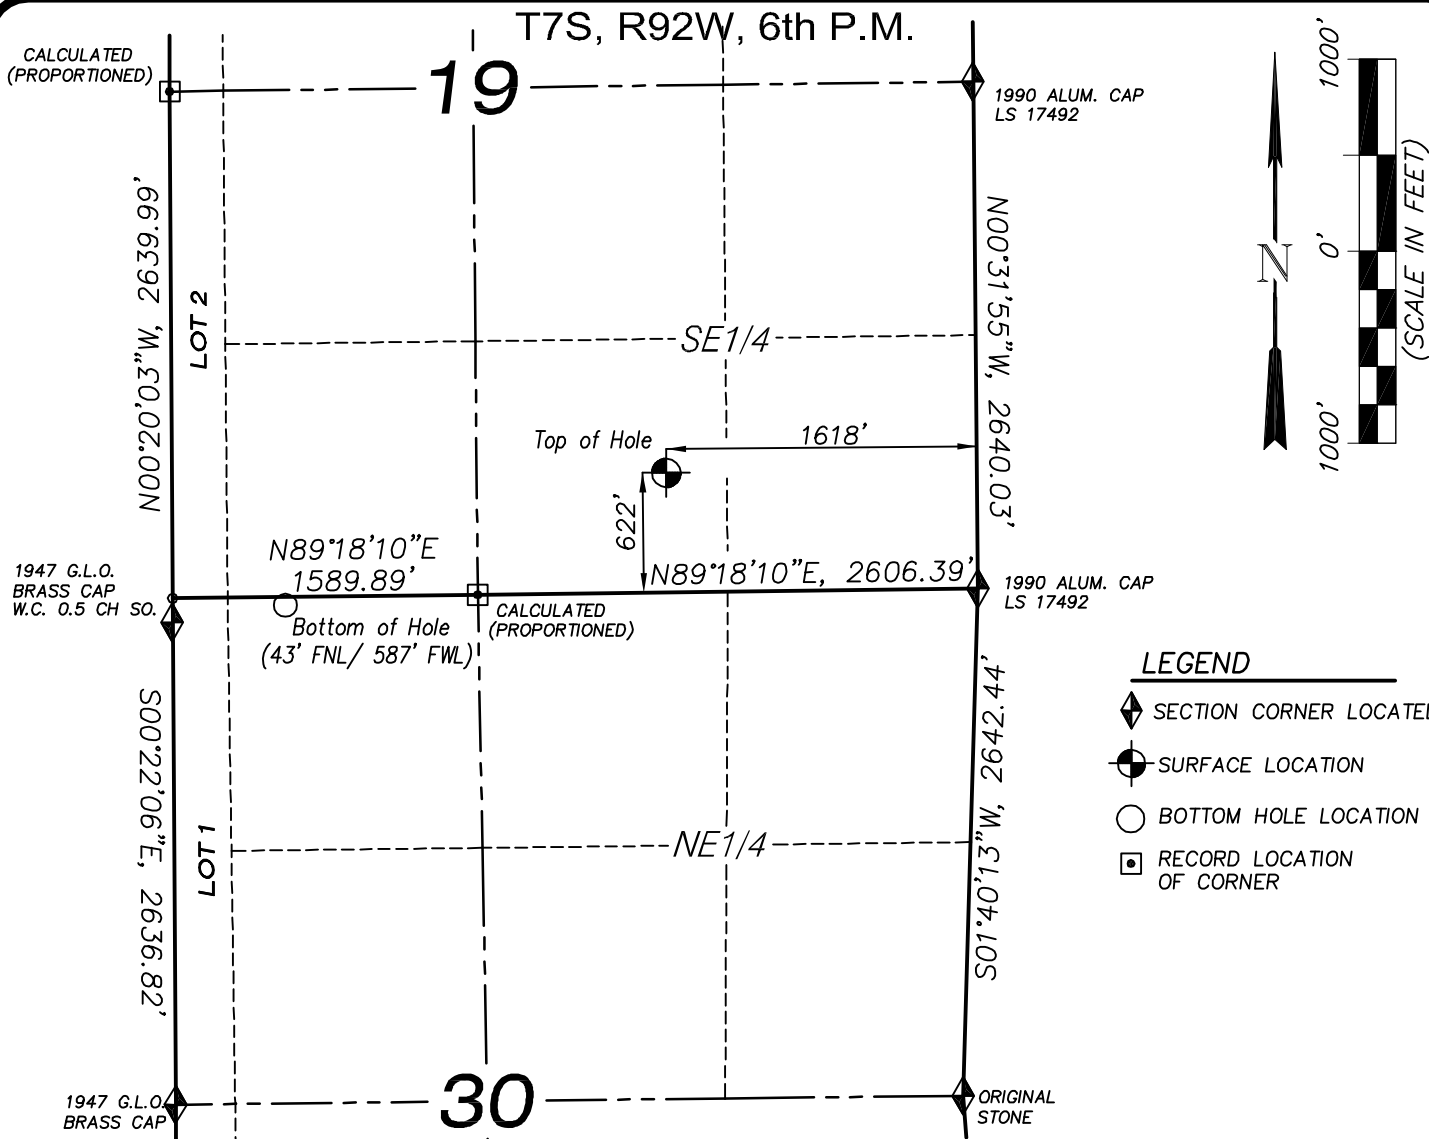 T7S, R92W, 6th P.M.
CALCULATED
(PROPORTIONED)
19
1990 ALUM. CAP
LS 17492
N00°20'03"W, 2639.99'
LOT 2
SE1/4
N00°31'55"W, 2640.03'
Top of Hole
1618'
622'
N89°18'10"E
1589.89'
N89°18'10"E, 2606.39'
1947 G.L.O.
BRASS CAP
W.C. 0.5 CH SO.
CALCULATED
(PROPORTIONED)
1990 ALUM. CAP
LS 17492
Bottom of Hole
(43' FNL/ 587' FWL)
S00°22'06"E, 2636.82'
LOT 1
NE1/4
S01°40'13"W, 2642.44'
30
1947 G.L.O.
BRASS CAP
ORIGINAL
STONE
N
1000'
0'
1000'
(SCALE IN FEET)
LEGEND
SECTION CORNER LOCATED
SURFACE LOCATION
BOTTOM HOLE LOCATION
RECORD LOCATION
OF CORNER